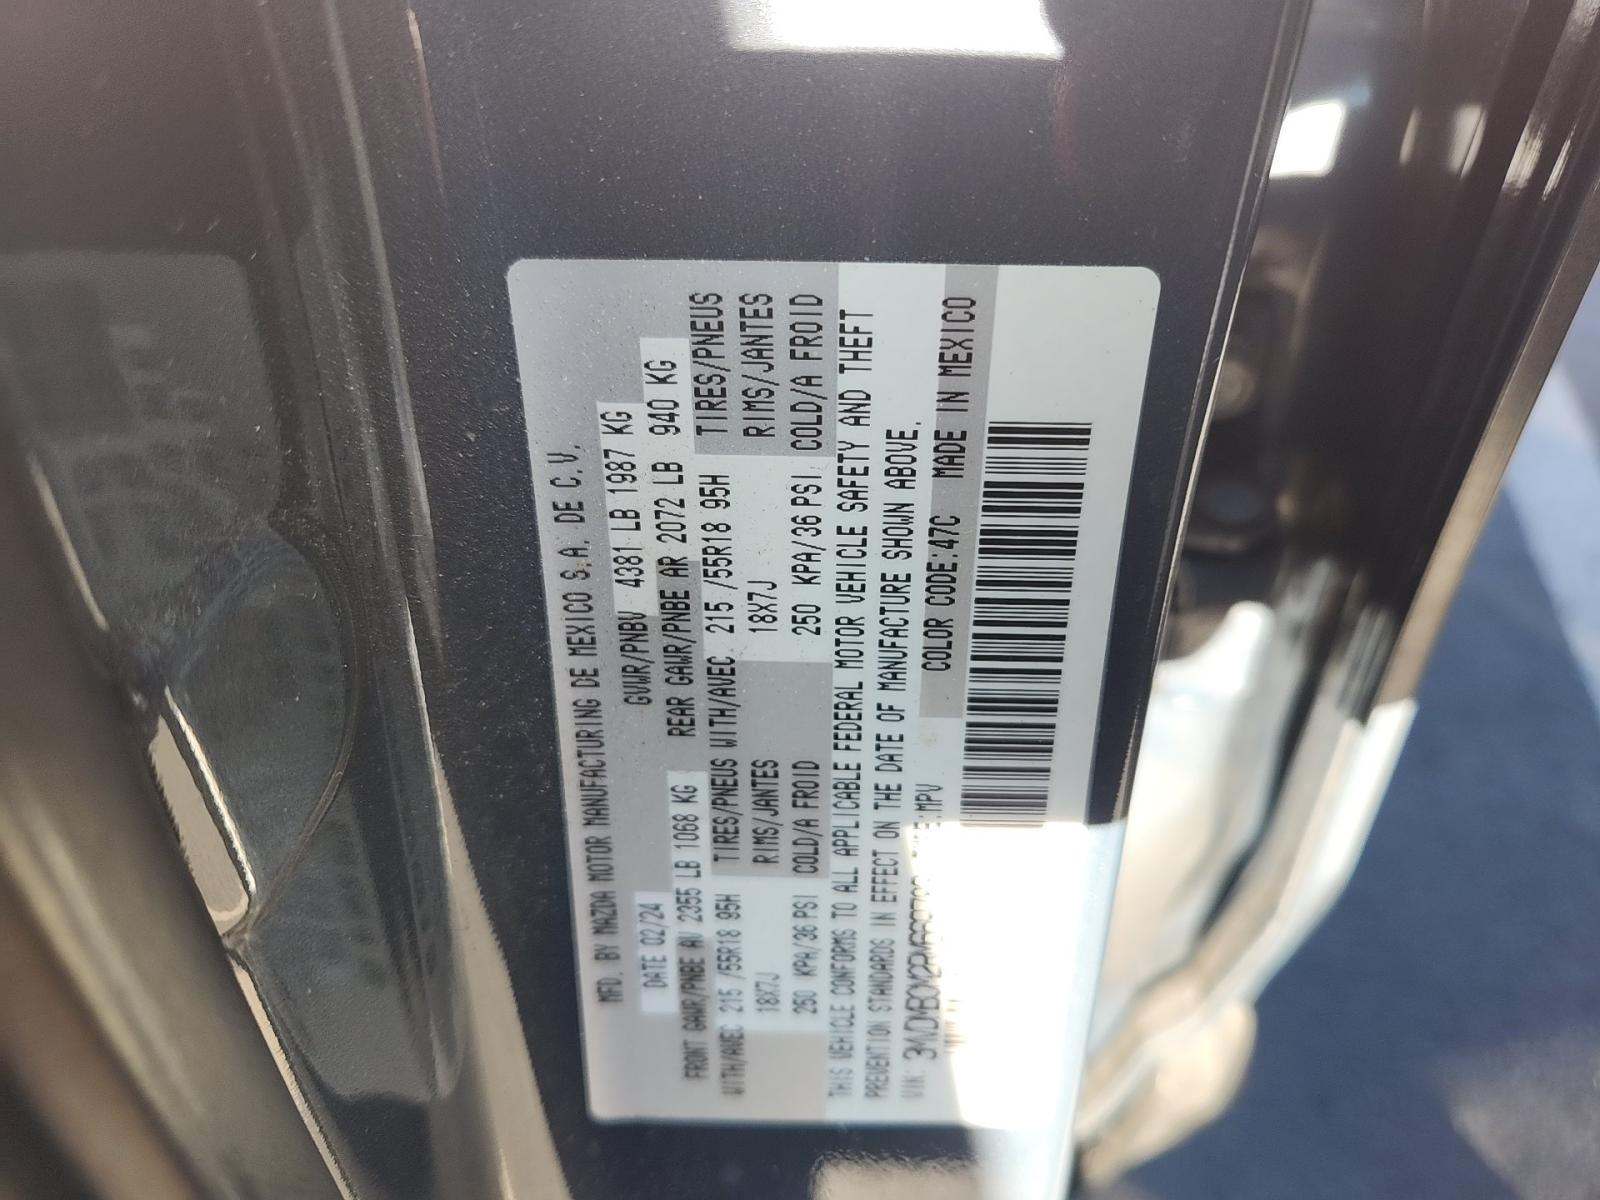 MFD. BY MAZDA MOTOR MANUFACTURING DE MEXICO S.A. DE C.V.
DATE 02/24 GVWR/PNBV 4381 LB 1987 KG
FRONT GAWR/PNBE AV 2355 LB 1068 KG REAR GAWR/PNBE AR 2072 LB 940 KG
TIRES/PNEUS TIRES/PNEUS
WITH/AVEC 215 /55R18 95H WITH/AVEC 215 /55R18 95H
18X7J RIMS/JANTES 18X7J RIMS/JANTES
250 KPA/36 PSI COLD/A FROID 250 KPA/36 PSI COLD/A FROID
THIS VEHICLE CONFORMS TO ALL APPLICABLE FEDERAL MOTOR VEHICLE SAFETY AND THEFT
PREVENTION STANDARDS IN EFFECT ON THE DATE OF MANUFACTURE SHOWN ABOVE.
VIN: :MPV COLOR CODE:47C MADE IN MEXICO